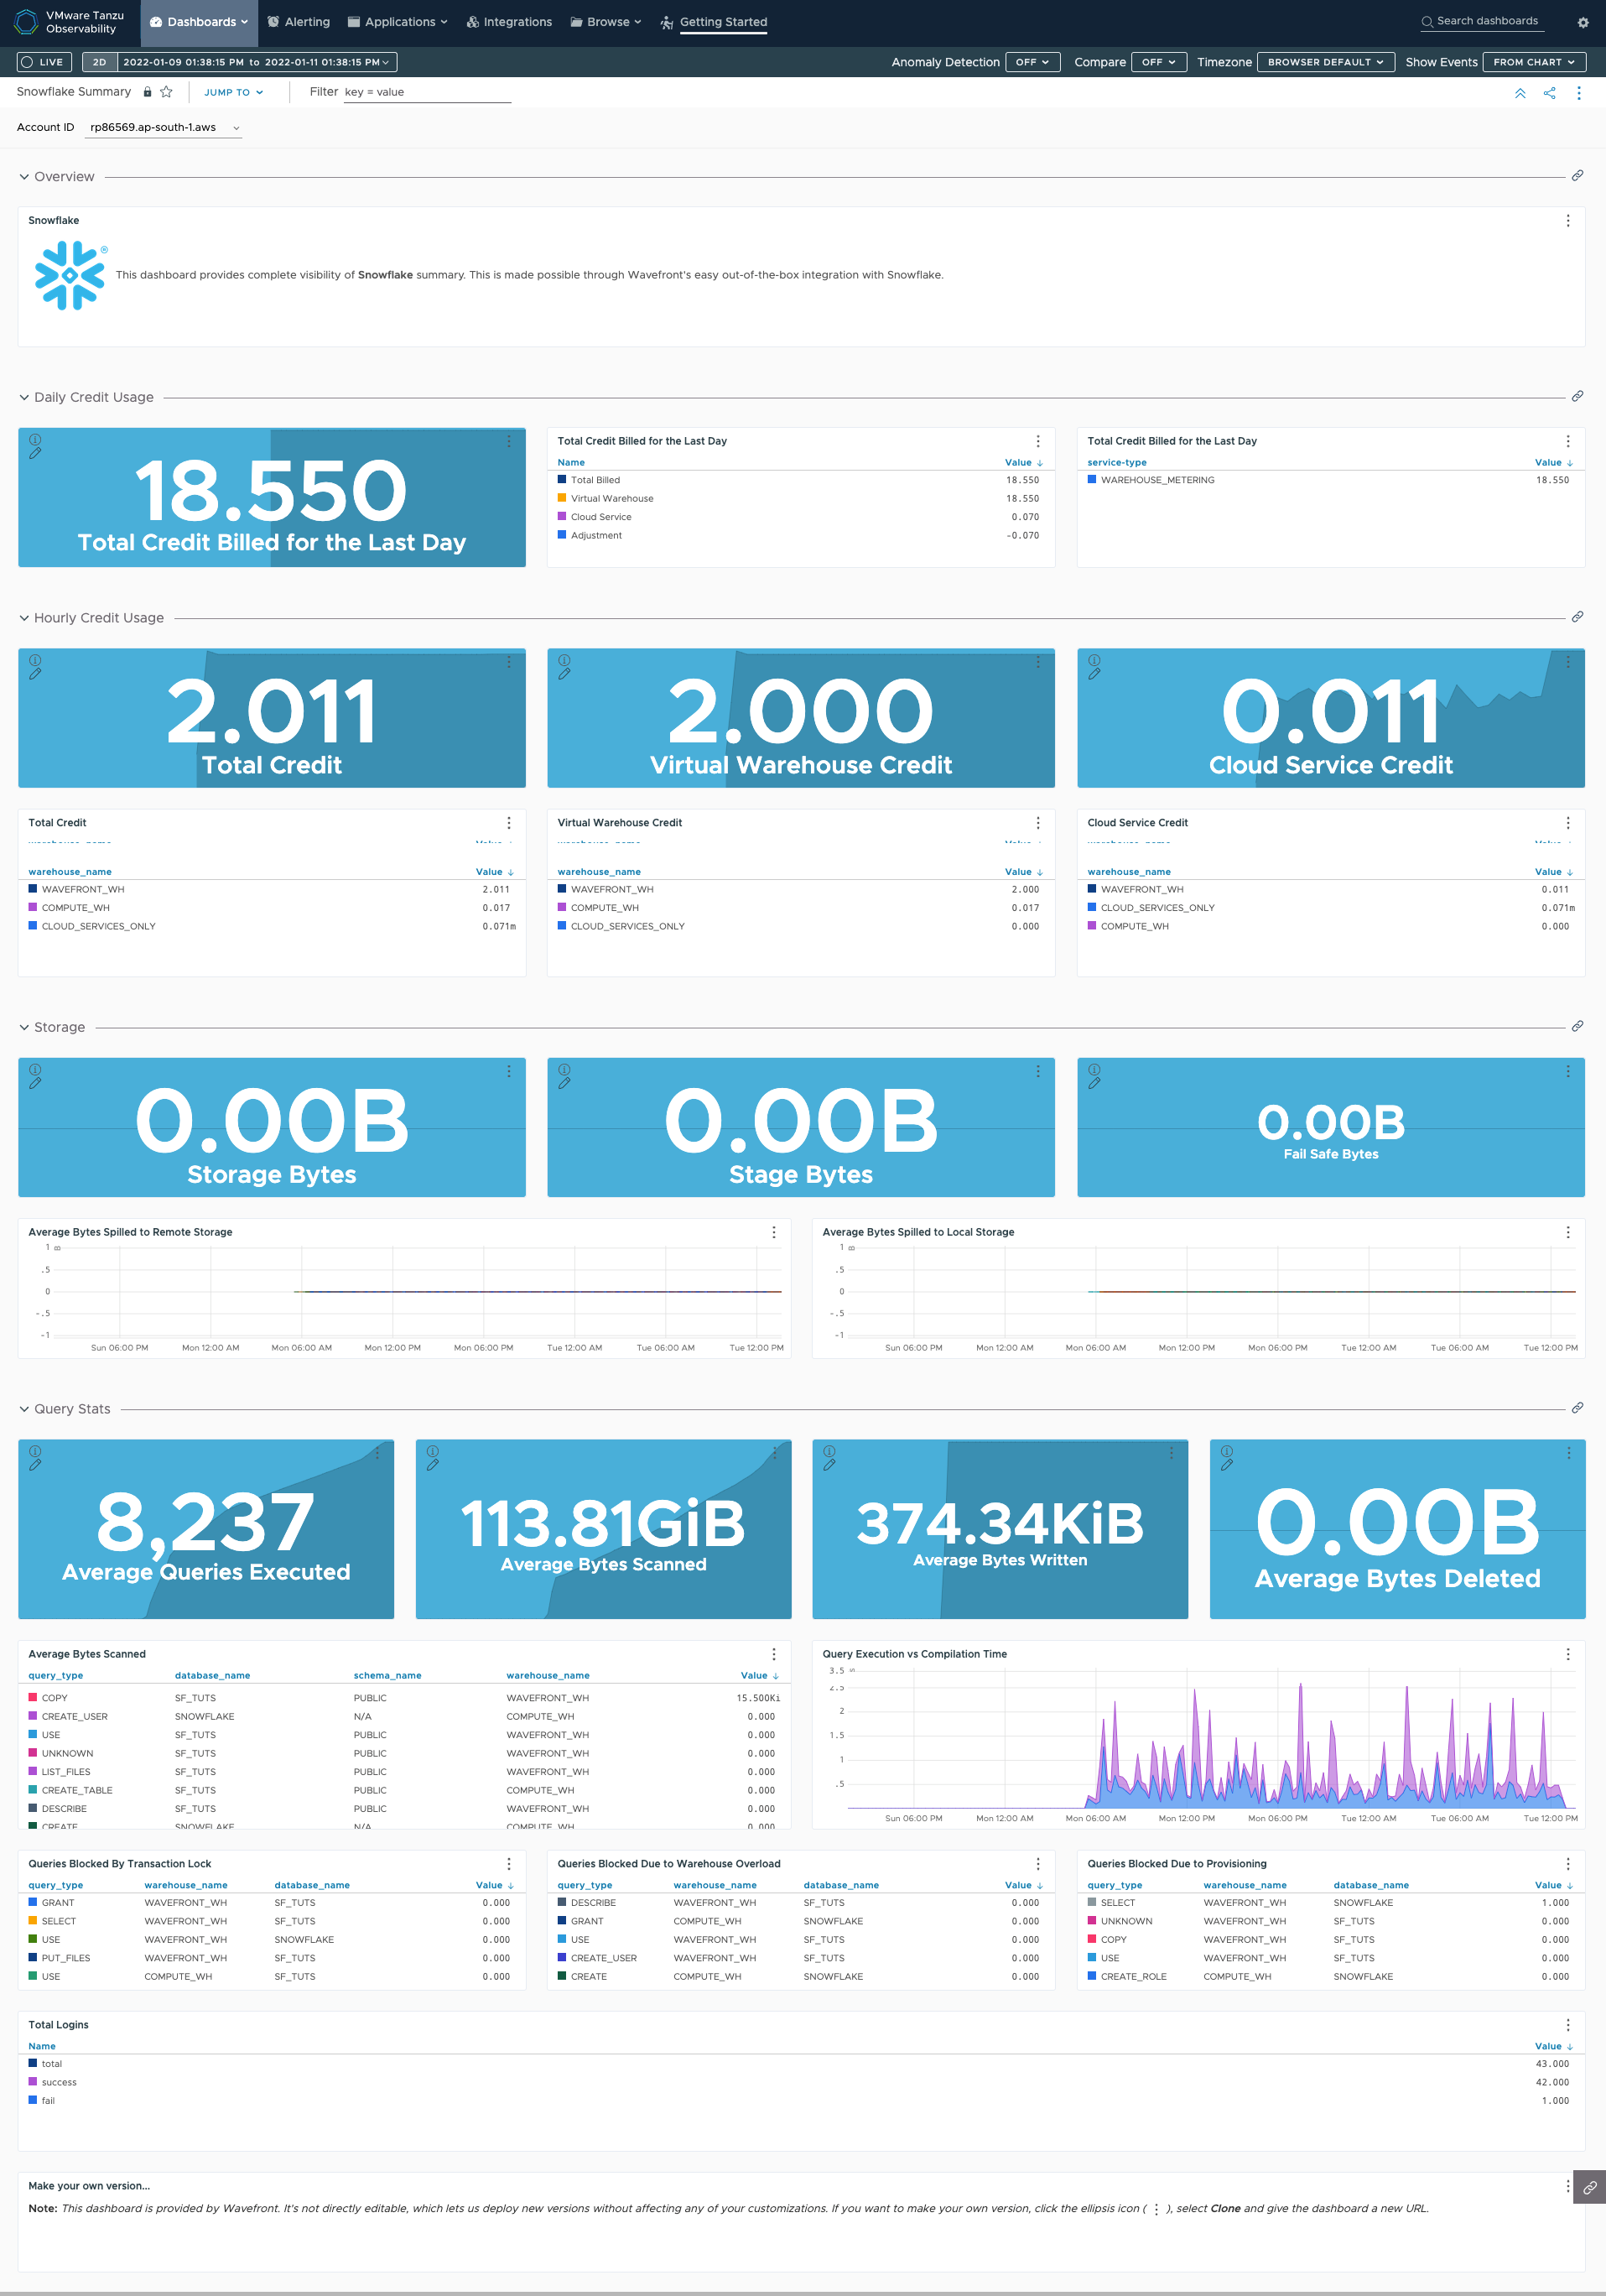 VMware Tanzu
Observability
Dashboards
Alerting
Applications
Integrations
Browse
Getting Started
Search dashboards
LIVE
2D
2022-01-09 01:38:15 PM to 2022-01-11 01:38:15 PM
Anomaly Detection
OFF
Compare
OFF
Timezone
BROWSER DEFAULT
Show Events
FROM CHART
Snowflake Summary
JUMP TO
Filter key = value
Account ID
rp86569.ap-south-1.aws
Overview
Snowflake
This dashboard provides complete visibility of Snowflake summary. This is made possible through Wavefront's easy out-of-the-box integration with Snowflake.
Daily Credit Usage
18.550
Total Credit Billed for the Last Day
Total Credit Billed for the Last Day
Name Value ↓
Total Billed 18.550
Virtual Warehouse 18.550
Cloud Service 0.070
Adjustment -0.070
Total Credit Billed for the Last Day
service-type Value ↓
WAREHOUSE_METERING 18.550
Hourly Credit Usage
2.011
Total Credit
2.000
Virtual Warehouse Credit
0.011
Cloud Service Credit
Total Credit
warehouse_name Value ↓
WAVEFRONT_WH 2.011
COMPUTE_WH 0.017
CLOUD_SERVICES_ONLY 0.071m
Virtual Warehouse Credit
warehouse_name Value ↓
WAVEFRONT_WH 2.000
COMPUTE_WH 0.017
CLOUD_SERVICES_ONLY 0.000
Cloud Service Credit
warehouse_name Value ↓
WAVEFRONT_WH 0.011
CLOUD_SERVICES_ONLY 0.071m
COMPUTE_WH 0.000
Storage
0.00B
Storage Bytes
0.00B
Stage Bytes
0.00B
Fail Safe Bytes
Average Bytes Spilled to Remote Storage
1 B
.5
0
-.5
-1
Sun 06:00 PM Mon 12:00 AM Mon 06:00 AM Mon 12:00 PM Mon 06:00 PM Tue 12:00 AM Tue 06:00 AM Tue 12:00 PM
Average Bytes Spilled to Local Storage
1 B
.5
0
-.5
-1
Sun 06:00 PM Mon 12:00 AM Mon 06:00 AM Mon 12:00 PM Mon 06:00 PM Tue 12:00 AM Tue 06:00 AM Tue 12:00 PM
Query Stats
8,237
Average Queries Executed
113.81GiB
Average Bytes Scanned
374.34KiB
Average Bytes Written
0.00B
Average Bytes Deleted
Average Bytes Scanned
query_type database_name schema_name warehouse_name Value ↓
COPY SF_TUTS PUBLIC WAVEFRONT_WH 15.500Ki
CREATE_USER SNOWFLAKE N/A COMPUTE_WH 0.000
USE SF_TUTS PUBLIC WAVEFRONT_WH 0.000
UNKNOWN SF_TUTS PUBLIC WAVEFRONT_WH 0.000
LIST_FILES SF_TUTS PUBLIC WAVEFRONT_WH 0.000
CREATE_TABLE SF_TUTS PUBLIC COMPUTE_WH 0.000
DESCRIBE SF_TUTS PUBLIC WAVEFRONT_WH 0.000
CREATE SNOWFLAKE N/A COMPUTE_WH 0.000
Query Execution vs Compilation Time
3.5 s
2.5
2
1.5
1
.5
Sun 06:00 PM Mon 12:00 AM Mon 06:00 AM Mon 12:00 PM Mon 06:00 PM Tue 12:00 AM Tue 06:00 AM Tue 12:00 PM
Queries Blocked By Transaction Lock
query_type warehouse_name database_name Value ↓
GRANT WAVEFRONT_WH SF_TUTS 0.000
SELECT WAVEFRONT_WH SF_TUTS 0.000
USE WAVEFRONT_WH SNOWFLAKE 0.000
PUT_FILES WAVEFRONT_WH SF_TUTS 0.000
USE COMPUTE_WH SF_TUTS 0.000
Queries Blocked Due to Warehouse Overload
query_type warehouse_name database_name Value ↓
DESCRIBE WAVEFRONT_WH SF_TUTS 0.000
GRANT COMPUTE_WH SNOWFLAKE 0.000
USE WAVEFRONT_WH SF_TUTS 0.000
CREATE_USER WAVEFRONT_WH SF_TUTS 0.000
CREATE COMPUTE_WH SNOWFLAKE 0.000
Queries Blocked Due to Provisioning
query_type warehouse_name database_name Value ↓
SELECT WAVEFRONT_WH SNOWFLAKE 1.000
UNKNOWN WAVEFRONT_WH SF_TUTS 0.000
COPY WAVEFRONT_WH SF_TUTS 0.000
USE WAVEFRONT_WH SF_TUTS 0.000
CREATE_ROLE COMPUTE_WH SNOWFLAKE 0.000
Total Logins
Name Value ↓
total 43.000
success 42.000
fail 1.000
Make your own version...
Note: This dashboard is provided by Wavefront. It's not directly editable, which lets us deploy new versions without affecting any of your customizations. If you want to make your own version, click the ellipsis icon ( ⋮ ), select Clone and give the dashboard a new URL.